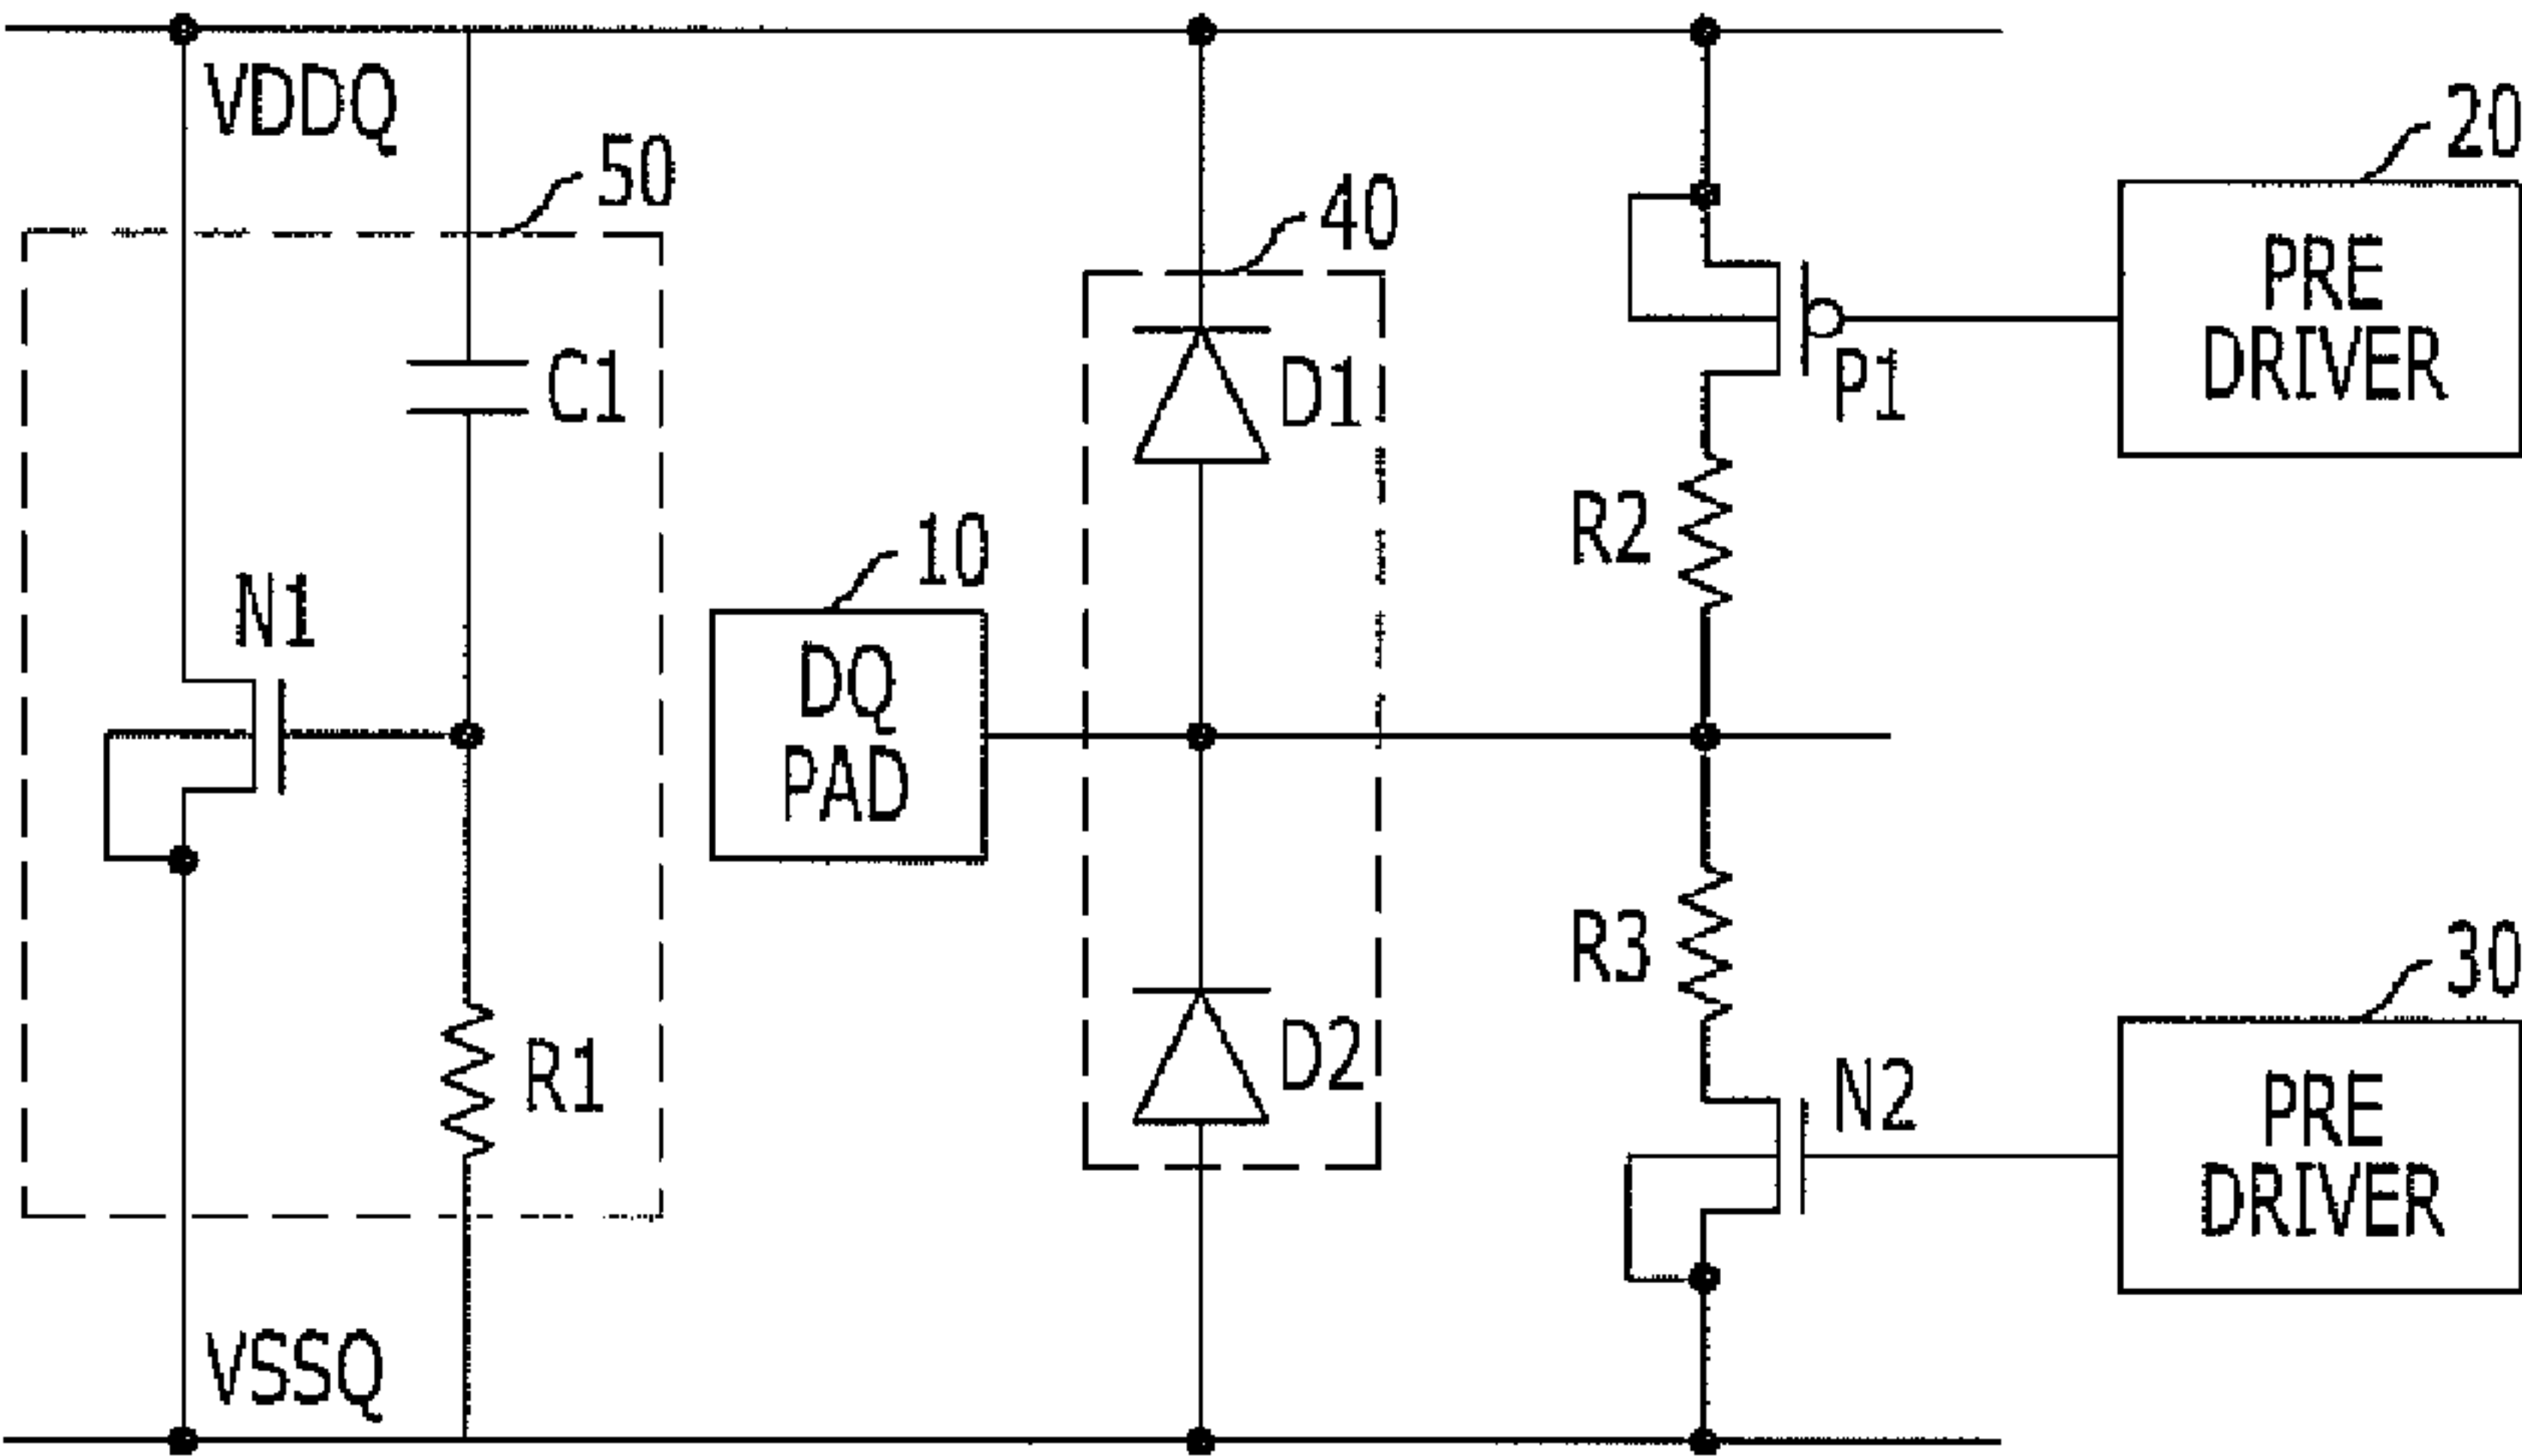 VDDQ
50
40
20
PRE
DRIVER
C1
D1
P1
R2
10
N1
DQ
PAD
R3
30
R1
D2
N2
PRE
DRIVER
VSSQ